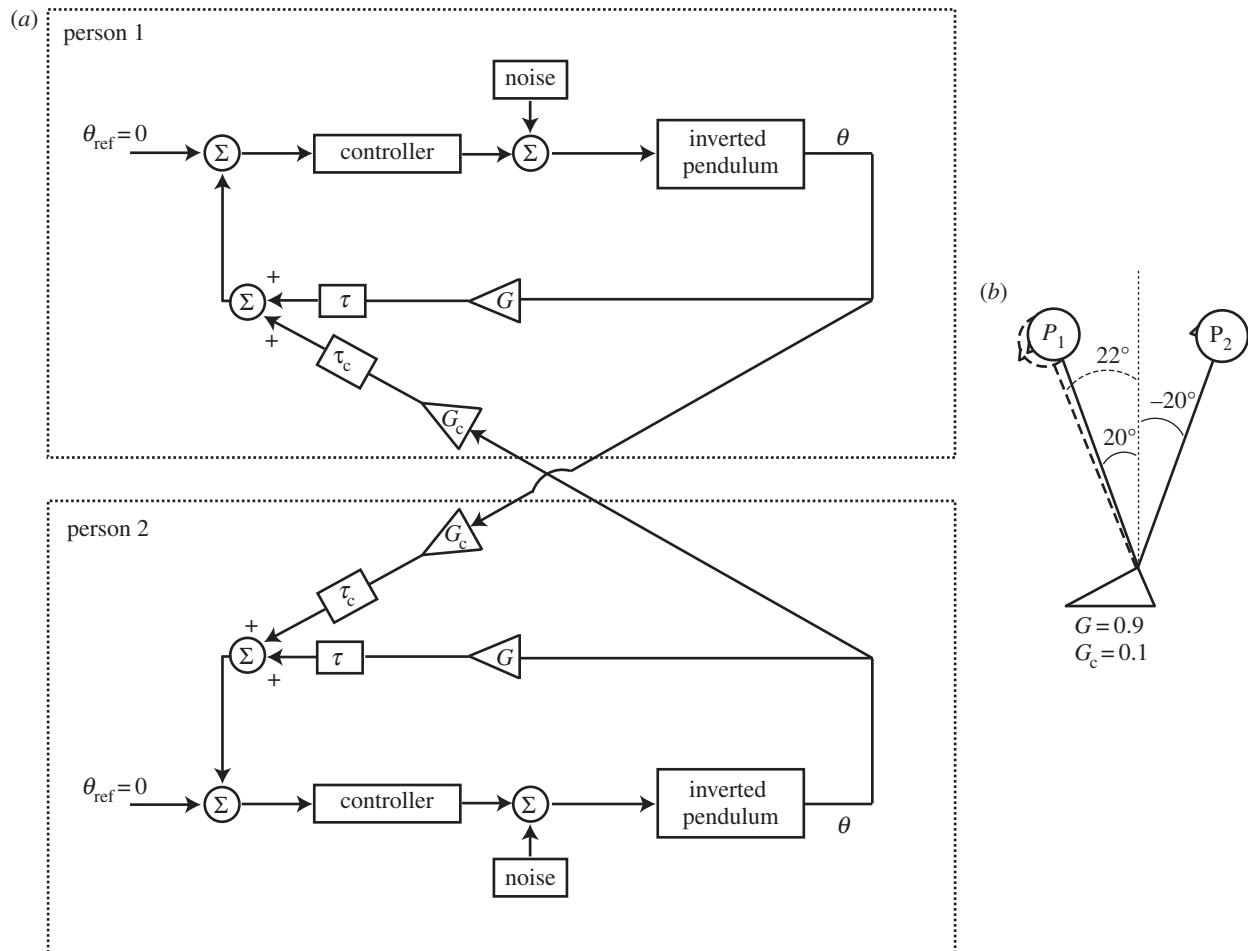 (a)
person 1
noise
θref = 0
Σ
controller
Σ
inverted
pendulum
θ
+
Σ
τ
G
+
τc
Gc
person 2
Gc
τc
+
Σ
τ
G
+
θref = 0
Σ
controller
Σ
inverted
pendulum
θ
noise
(b)
P1
P2
22°
–20°
20°
G = 0.9
Gc = 0.1